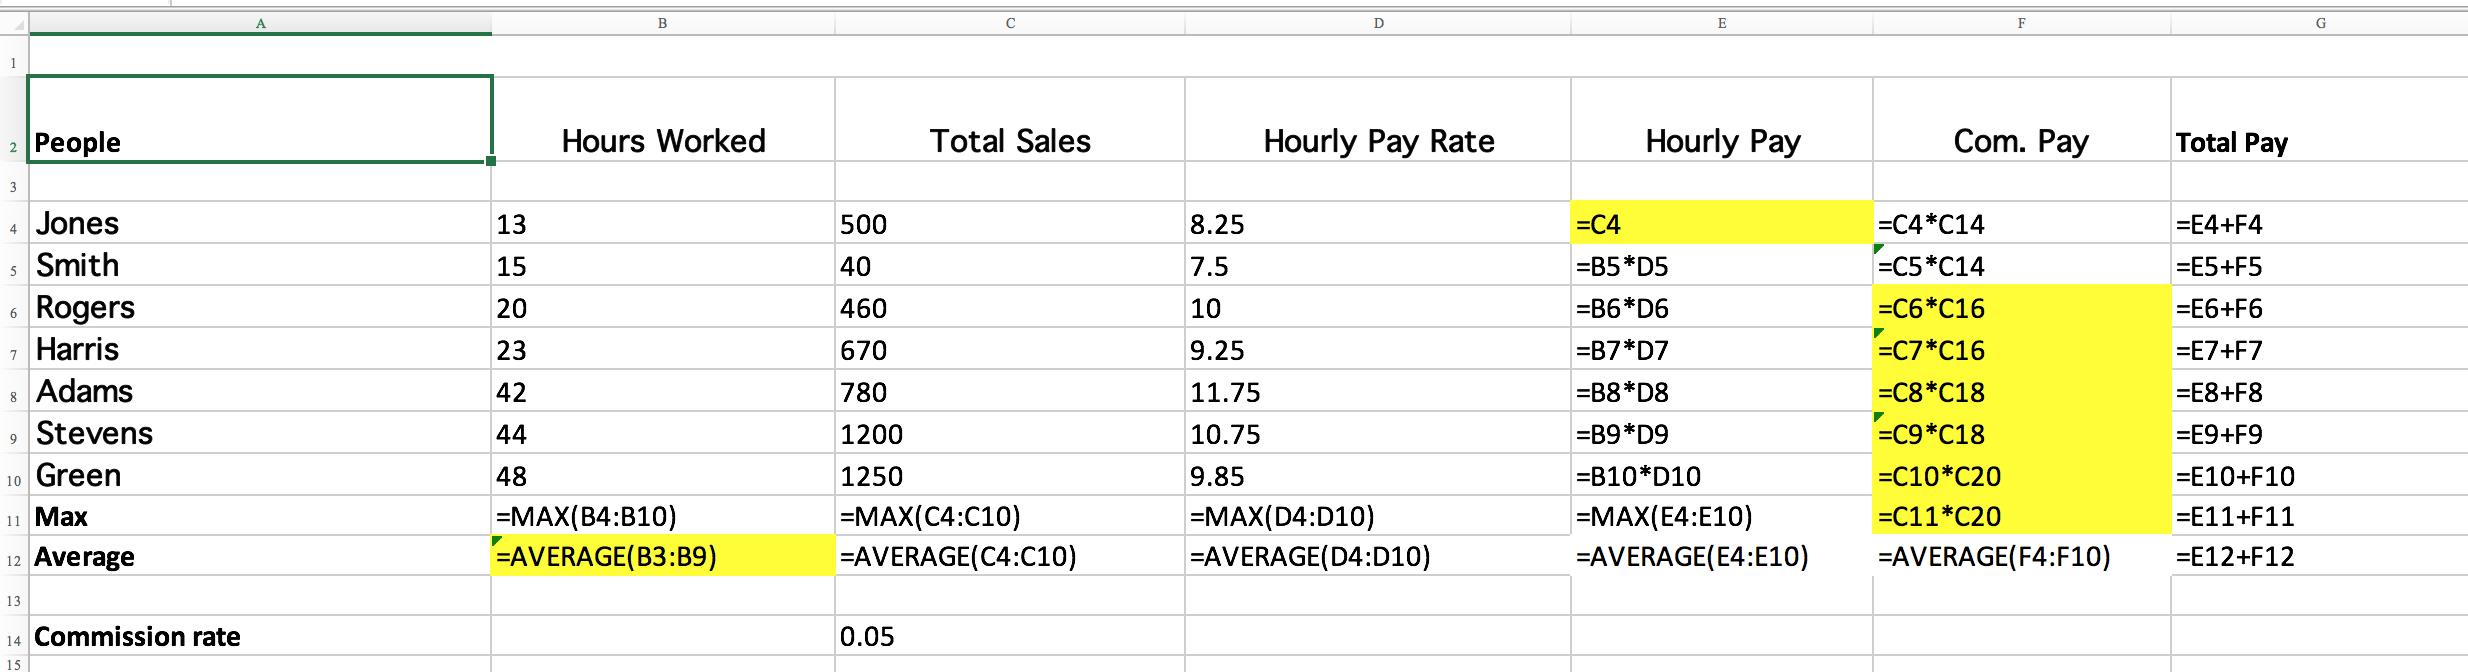 A B C D E F G
1
2 People Hours Worked Total Sales Hourly Pay Rate Hourly Pay Com. Pay Total Pay
3
4 Jones 13 500 8.25 =C4 =C4*C14 =E4+F4
5 Smith 15 40 7.5 =B5*D5 =C5*C14 =E5+F5
6 Rogers 20 460 10 =B6*D6 =C6*C16 =E6+F6
7 Harris 23 670 9.25 =B7*D7 =C7*C16 =E7+F7
8 Adams 42 780 11.75 =B8*D8 =C8*C18 =E8+F8
9 Stevens 44 1200 10.75 =B9*D9 =C9*C18 =E9+F9
10 Green 48 1250 9.85 =B10*D10 =C10*C20 =E10+F10
11 Max =MAX(B4:B10) =MAX(C4:C10) =MAX(D4:D10) =MAX(E4:E10) =C11*C20 =E11+F11
12 Average =AVERAGE(B3:B9) =AVERAGE(C4:C10) =AVERAGE(D4:D10) =AVERAGE(E4:E10) =AVERAGE(F4:F10) =E12+F12
13
14 Commission rate 0.05
15